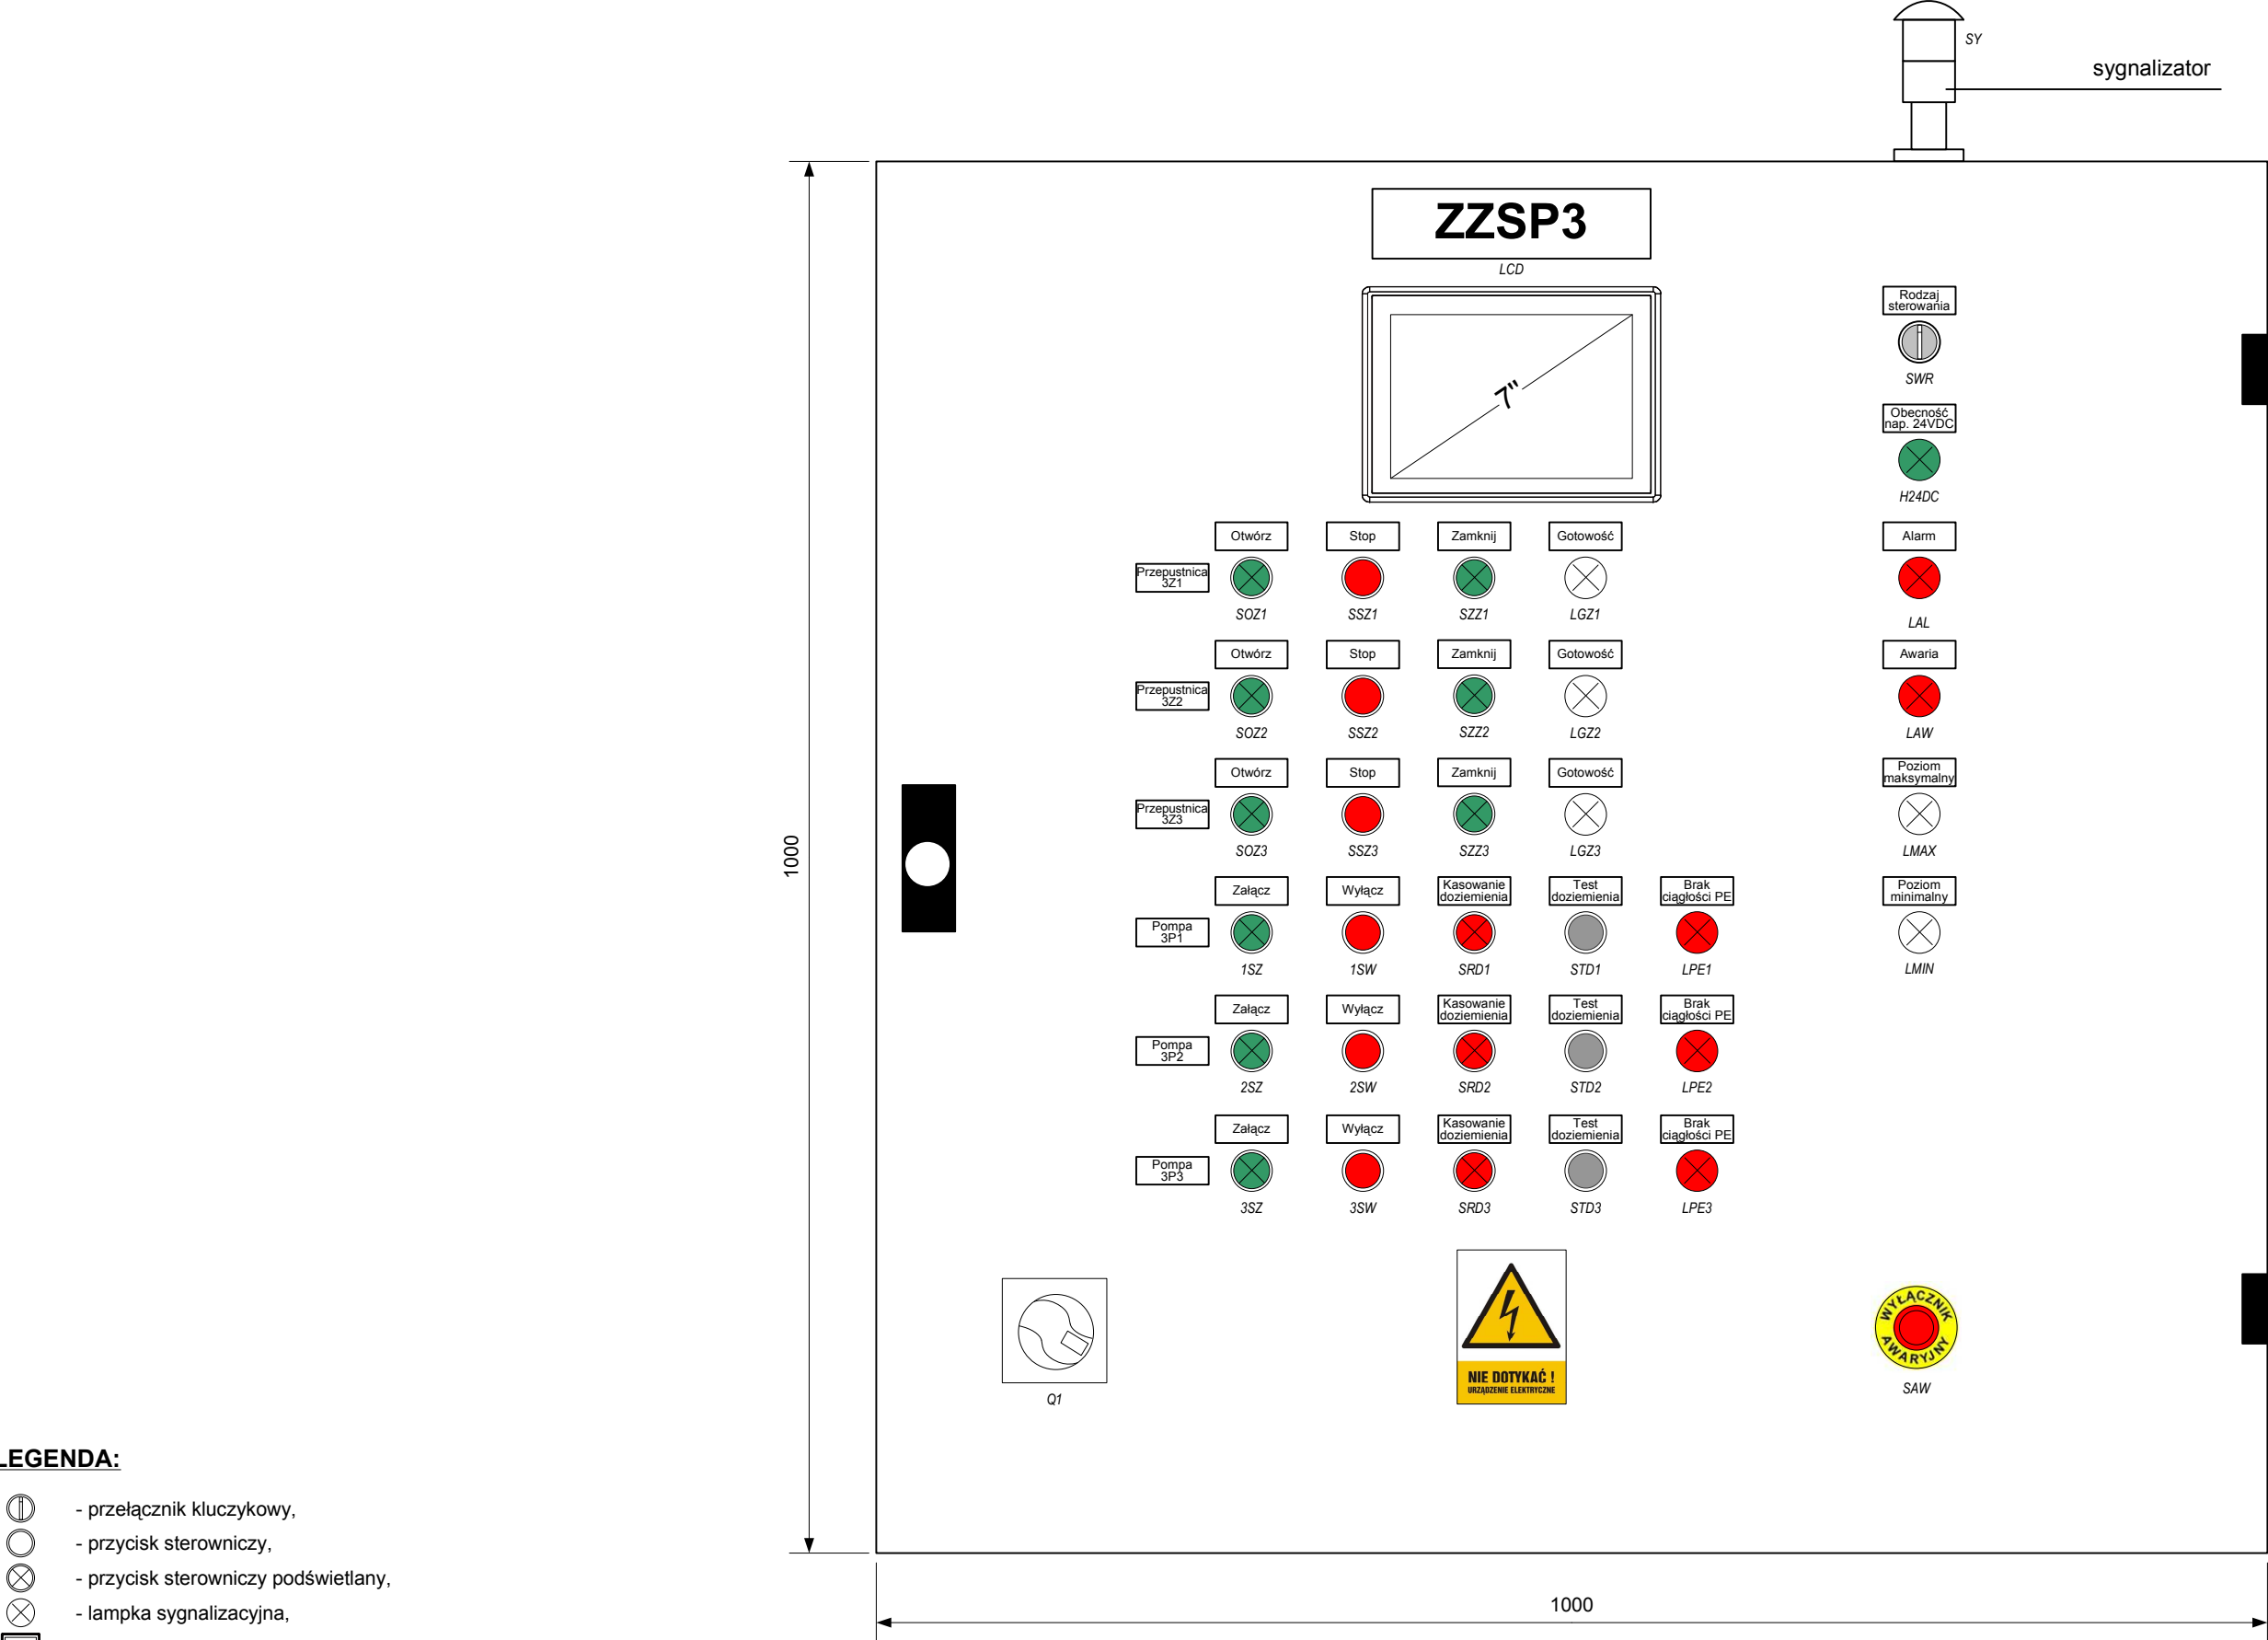 SY
sygnalizator
ZZSP3
LCD
7"
Rodzaj
sterowania
SWR
Obecność
nap. 24VDC
H24DC
Otwórz Stop Zamknij Gotowość Alarm
Przepustnica
3Z1
SOZ1 SSZ1 SZZ1 LGZ1 LAL
Otwórz Stop Zamknij Gotowość Awaria
Przepustnica
3Z2
SOZ2 SSZ2 SZZ2 LGZ2 LAW
Otwórz Stop Zamknij Gotowość
Poziom
maksymalny
Przepustnica
3Z3
SOZ3 SSZ3 SZZ3 LGZ3 LMAX
1000
Załącz Wyłącz
Kasowanie
doziemienia
Test
doziemienia
Brak
ciągłości PE
Poziom
minimalny
Pompa
3P1
1SZ 1SW SRD1 STD1 LPE1 LMIN
Załącz Wyłącz
Kasowanie
doziemienia
Test
doziemienia
Brak
ciągłości PE
Pompa
3P2
2SZ 2SW SRD2 STD2 LPE2
Załącz Wyłącz
Kasowanie
doziemienia
Test
doziemienia
Brak
ciągłości PE
Pompa
3P3
3SZ 3SW SRD3 STD3 LPE3
Q1
NIE DOTYKAĆ !
URZĄDZENIE ELEKTRYCZNE
WYŁĄCZNIK
AWARYJNY
SAW
LEGENDA:
- przełącznik kluczykowy,
- przycisk sterowniczy,
- przycisk sterowniczy podświetlany,
- lampka sygnalizacyjna,
1000